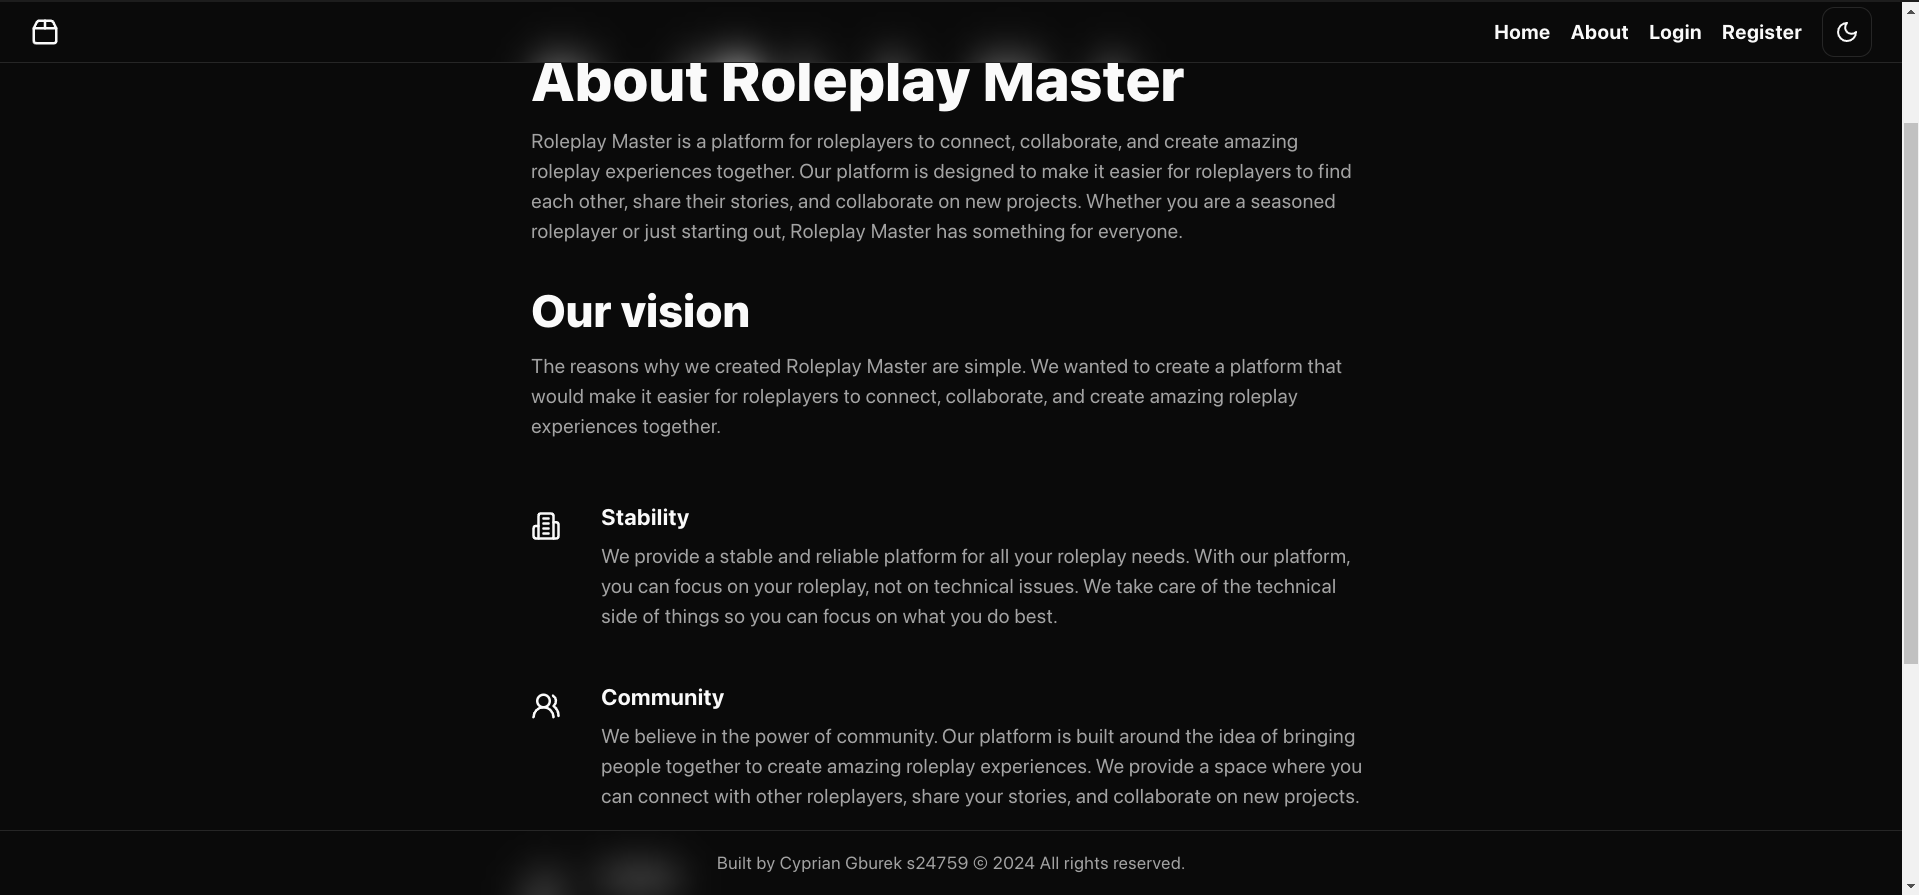 Home About Login Register
About Roleplay Master
Roleplay Master is a platform for roleplayers to connect, collaborate, and create amazing
roleplay experiences together. Our platform is designed to make it easier for roleplayers to find
each other, share their stories, and collaborate on new projects. Whether you are a seasoned
roleplayer or just starting out, Roleplay Master has something for everyone.
Our vision
The reasons why we created Roleplay Master are simple. We wanted to create a platform that
would make it easier for roleplayers to connect, collaborate, and create amazing roleplay
experiences together.
Stability
We provide a stable and reliable platform for all your roleplay needs. With our platform,
you can focus on your roleplay, not on technical issues. We take care of the technical
side of things so you can focus on what you do best.
Community
We believe in the power of community. Our platform is built around the idea of bringing
people together to create amazing roleplay experiences. We provide a space where you
can connect with other roleplayers, share your stories, and collaborate on new projects.
Built by Cyprian Gburek s24759 © 2024 All rights reserved.